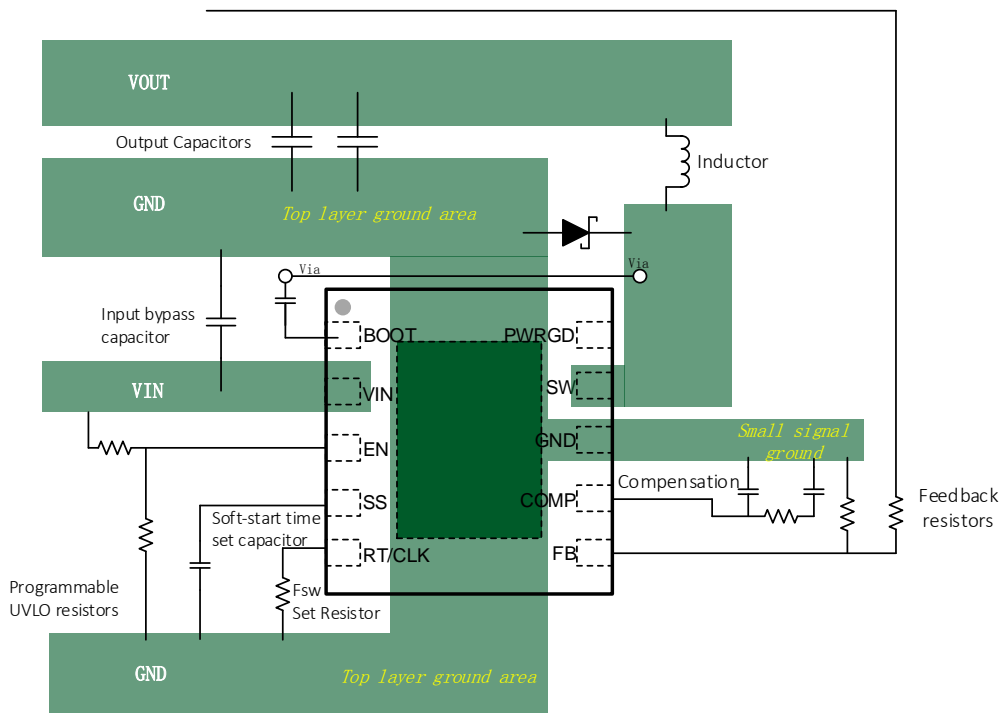 VOUT
Output Capacitors
Inductor
GND
Top layer ground area
Via
Via
Input bypass
capacitor
BOOT
PWRGD
VIN
VIN
SW
EN
GND
Small signal
ground
SS
COMP
Compensation
Soft-start time
set capacitor
Feedback
resistors
RT/CLK
FB
Programmable
UVLO resistors
Fsw
Set Resistor
GND
Top layer ground area